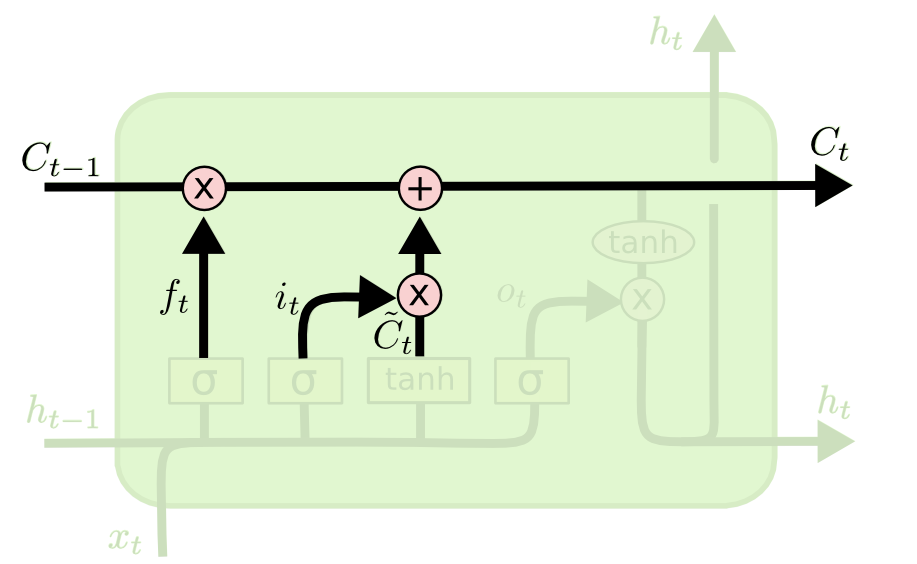 h_t
C_{t-1}
C_t
x
+
tanh
f_t
i_t
x
o_t
x
C̃_t
σ
σ
tanh
σ
h_{t-1}
h_t
x_t